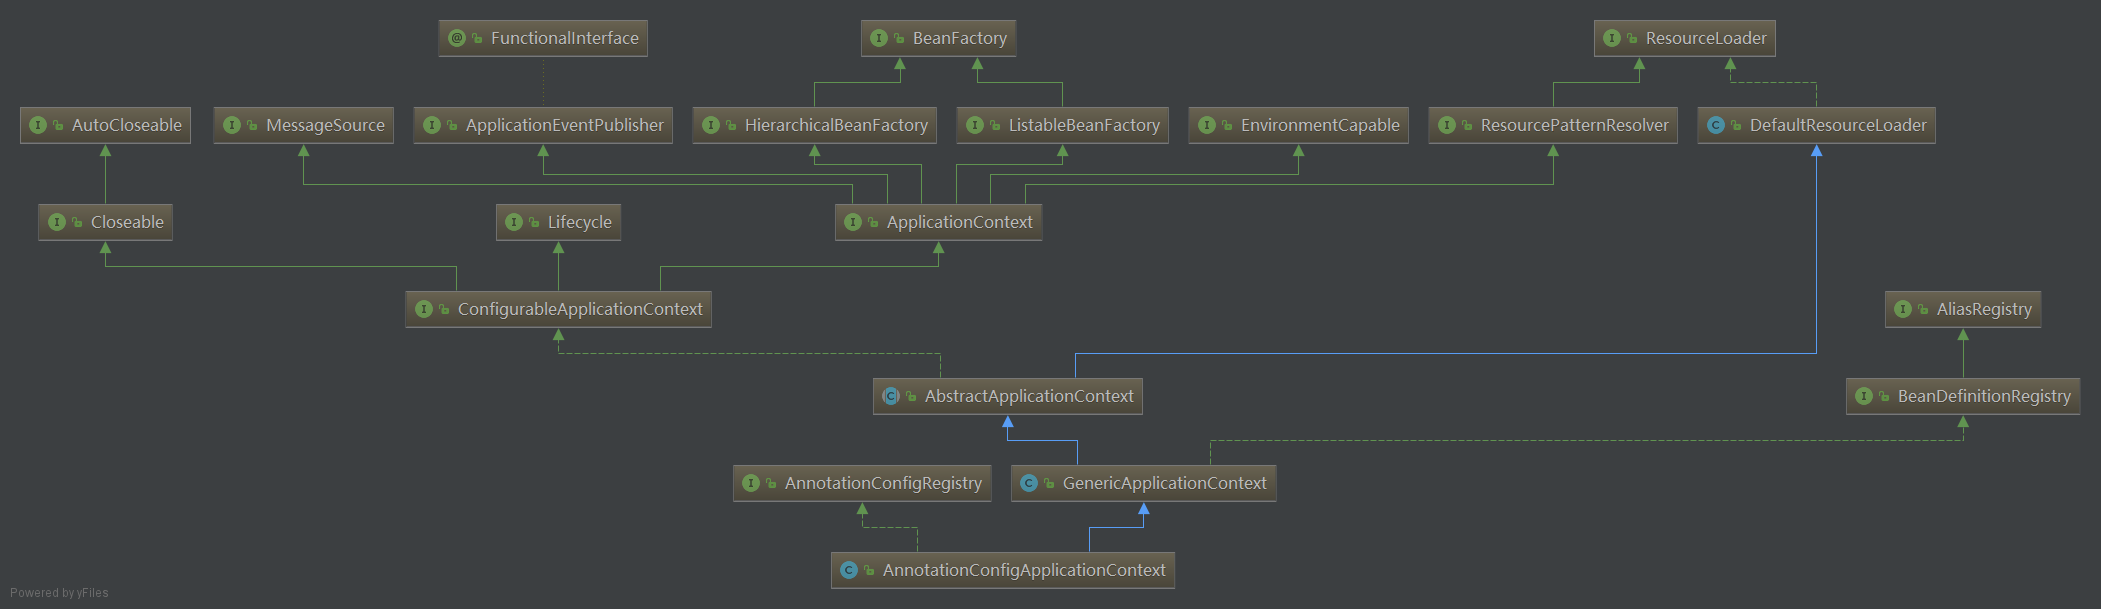 FunctionalInterface
BeanFactory
ResourceLoader
AutoCloseable
MessageSource
ApplicationEventPublisher
HierarchicalBeanFactory
ListableBeanFactory
EnvironmentCapable
ResourcePatternResolver
DefaultResourceLoader
Closeable
Lifecycle
ApplicationContext
ConfigurableApplicationContext
AliasRegistry
AbstractApplicationContext
BeanDefinitionRegistry
AnnotationConfigRegistry
GenericApplicationContext
AnnotationConfigApplicationContext
Powered by yFiles